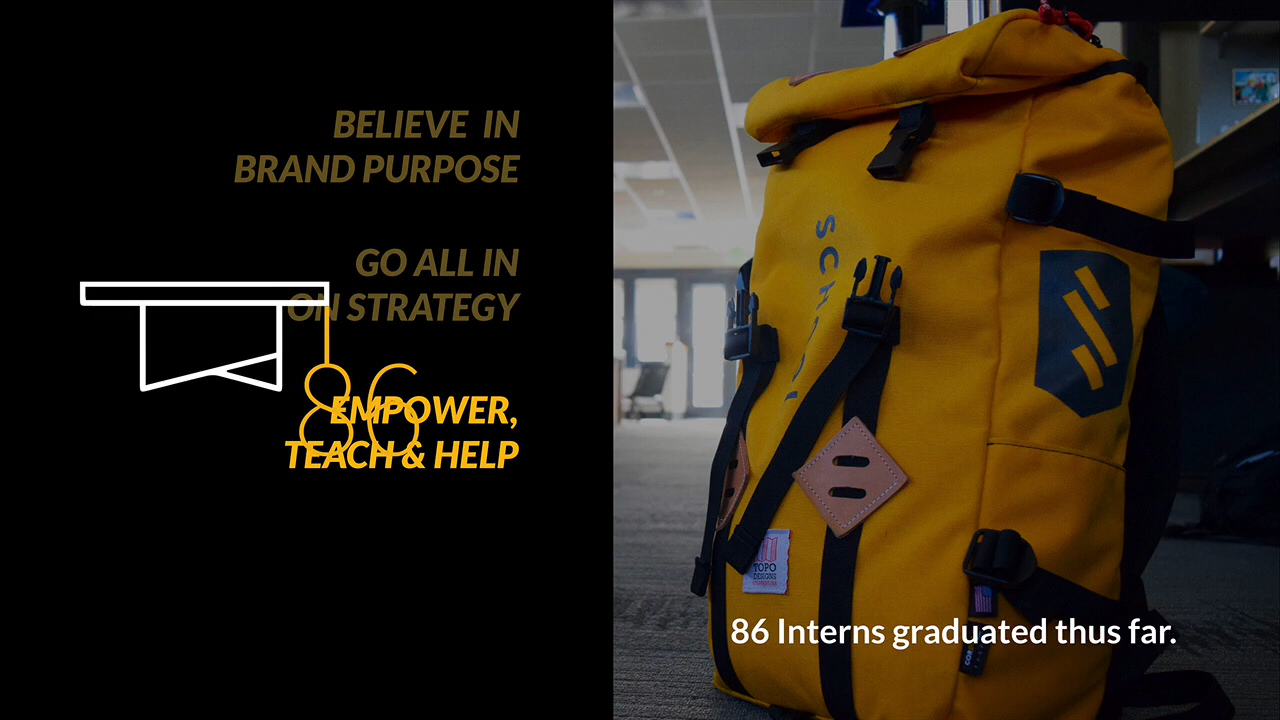 BELIEVE IN
BRAND PURPOSE
GO ALL IN
ON STRATEGY
86
EMPOWER,
TEACH & HELP
SCHOOL
TOPO
DESIGNS
86 Interns graduated thus far.